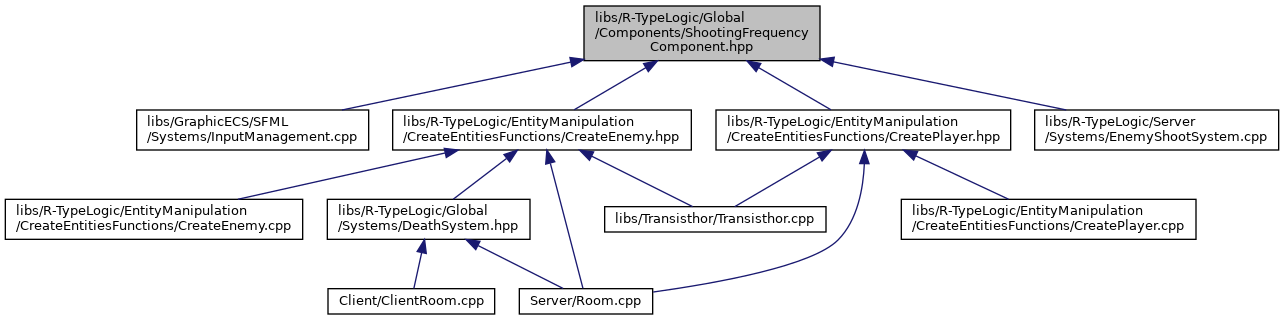 libs/R-TypeLogic/Global
/Components/ShootingFrequency
Component.hpp
libs/GraphicECS/SFML
/Systems/InputManagement.cpp
libs/R-TypeLogic/EntityManipulation
/CreateEntitiesFunctions/CreateEnemy.hpp
libs/R-TypeLogic/EntityManipulation
/CreateEntitiesFunctions/CreatePlayer.hpp
libs/R-TypeLogic/Server
/Systems/EnemyShootSystem.cpp
libs/R-TypeLogic/EntityManipulation
/CreateEntitiesFunctions/CreateEnemy.cpp
libs/R-TypeLogic/Global
/Systems/DeathSystem.hpp
libs/Transisthor/Transisthor.cpp
libs/R-TypeLogic/EntityManipulation
/CreateEntitiesFunctions/CreatePlayer.cpp
Client/ClientRoom.cpp
Server/Room.cpp